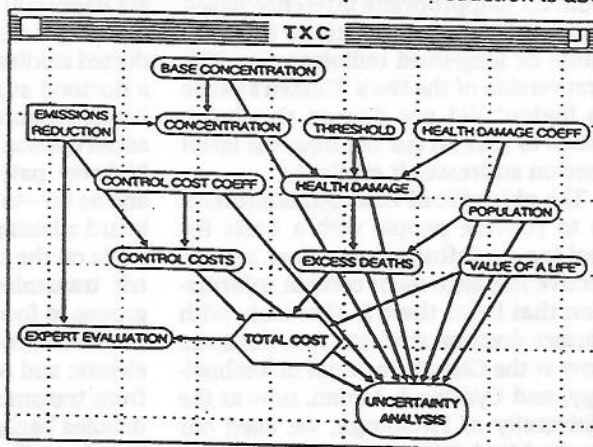 TXC
BASE CONCENTRATION
EMISSIONS
REDUCTION
CONCENTRATION
THRESHOLD
HEALTH DAMAGE COEFF
CONTROL COST COEFF
HEALTH DAMAGE
POPULATION
CONTROL COSTS
EXCESS DEATHS
"VALUE OF A LIFE"
EXPERT EVALUATION
TOTAL COST
UNCERTAINTY
ANALYSIS